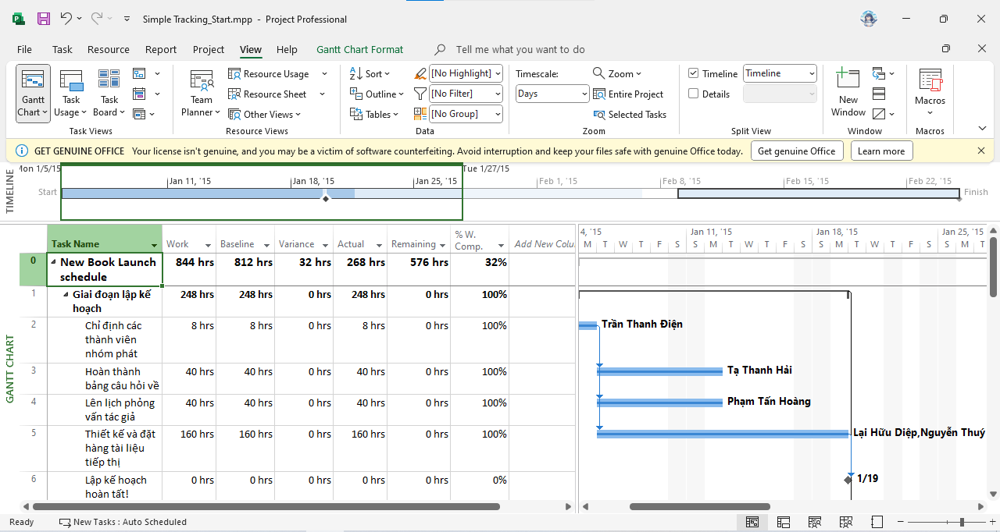 Simple Tracking_Start.mpp - Project Professional
File Task Resource Report Project View Help Gantt Chart Format Tell me what you want to do
Gantt Chart
Task Usage
Task Board
Task Views
Team Planner
Resource Usage
Resource Sheet
Other Views
Resource Views
Sort
Outline
Tables
[No Highlight]
[No Filter]
[No Group]
Data
Timescale:
Days
Zoom
Entire Project
Selected Tasks
Zoom
Timeline Timeline
Details
Split View
New Window
Window
Macros
Macros
GET GENUINE OFFICE Your license isn't genuine, and you may be a victim of software counterfeiting. Avoid interruption and keep your files safe with genuine Office today. Get genuine Office Learn more
TIMELINE
Mon 1/5/15 Tue 1/27/15
Jan 11, '15 Jan 18, '15 Jan 25, '15 Feb 1, '15 Feb 8, '15 Feb 15, '15 Feb 22, '15
Start Finish
GANTT CHART
Task Name Work Baseline Variance Actual Remaining % W. Comp. Add New Colu
4, '15 Jan 11, '15 Jan 18, '15 Jan 25, '15
M T W T F S S M T W T F S S M T W T F S S M T
0 New Book Launch schedule 844 hrs 812 hrs 32 hrs 268 hrs 576 hrs 32%
1 Giai đoạn lập kế hoạch 248 hrs 248 hrs 0 hrs 248 hrs 0 hrs 100%
2 Chỉ định các thành viên nhóm phát 8 hrs 8 hrs 0 hrs 8 hrs 0 hrs 100% Trần Thanh Điện
3 Hoàn thành bảng câu hỏi về 40 hrs 40 hrs 0 hrs 40 hrs 0 hrs 100% Tạ Thanh Hải
4 Lên lịch phỏng vấn tác giả 40 hrs 40 hrs 0 hrs 40 hrs 0 hrs 100% Phạm Tấn Hoàng
5 Thiết kế và đặt hàng tài liệu tiếp thị 160 hrs 160 hrs 0 hrs 160 hrs 0 hrs 100% Lại Hữu Diệp,Nguyễn Thuý
6 Lập kế hoạch hoàn tất! 0 hrs 0 hrs 0 hrs 0 hrs 0 hrs 0% 1/19
Ready New Tasks : Auto Scheduled